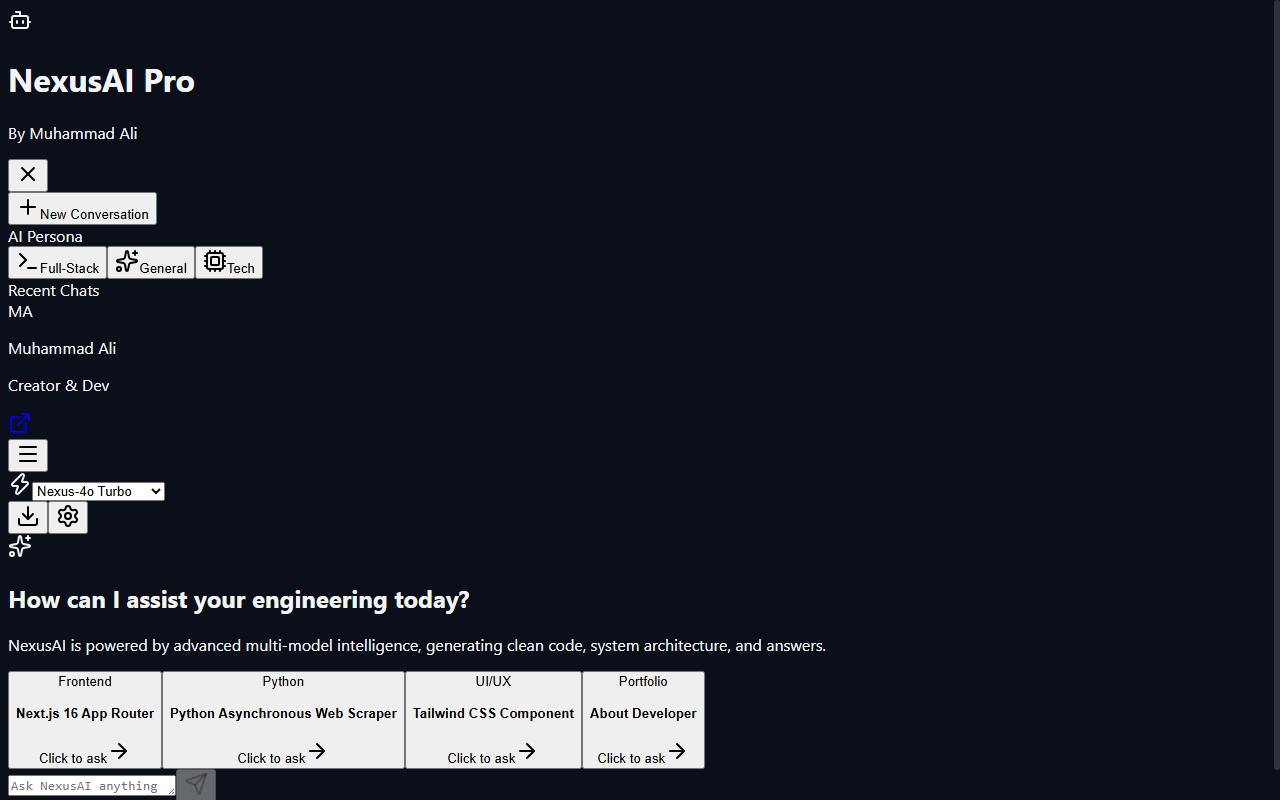 NexusAI Pro
By Muhammad Ali
New Conversation
AI Persona
Full-Stack General Tech
Recent Chats
MA
Muhammad Ali
Creator & Dev
Nexus-4o Turbo
How can I assist your engineering today?
NexusAI is powered by advanced multi-model intelligence, generating clean code, system architecture, and answers.
Frontend Python UI/UX Portfolio
Next.js 16 App Router Python Asynchronous Web Scraper Tailwind CSS Component About Developer
Click to ask Click to ask Click to ask Click to ask
Ask NexusAI anything